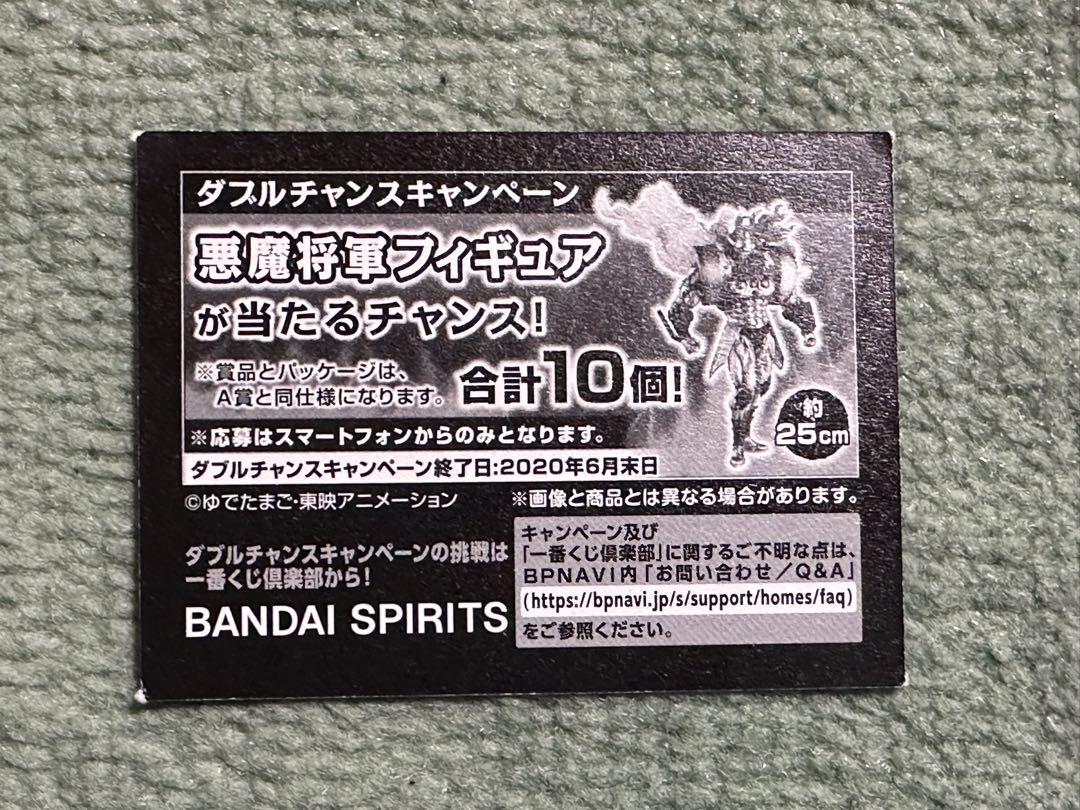 ダブルチャンスキャンペーン
悪魔将軍フィギュア
が当たるチャンス!
※賞品とパッケージは、
A賞と同仕様になります。
合計10個!
約
25cm
※応募はスマートフォンからのみとなります。
ダブルチャンスキャンペーン終了日:2020年6月末日
©ゆでたまご・東映アニメーション
※画像と商品とは異なる場合があります。
ダブルチャンスキャンペーンの挑戦は
一番くじ倶楽部から!
BANDAI SPIRITS
キャンペーン及び
「一番くじ倶楽部」に関するご不明な点は、
BPNAVI内「お問い合わせ/Q&A」
(https://bpnavi.jp/s/support/homes/faq)
をご参照ください。